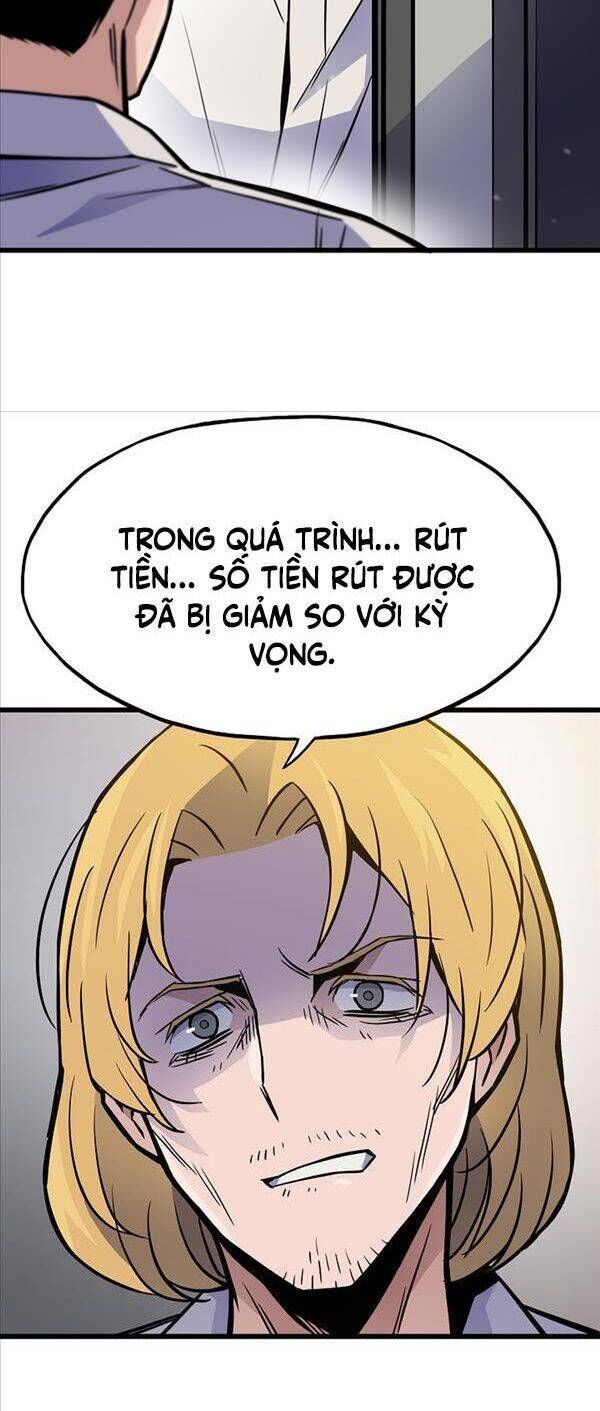 TRONG QUÁ TRÌNH... RÚT
TIỀN... SỐ TIỀN RÚT ĐƯỢC
ĐÃ BỊ GIẢM SO VỚI KỲ
VỌNG.